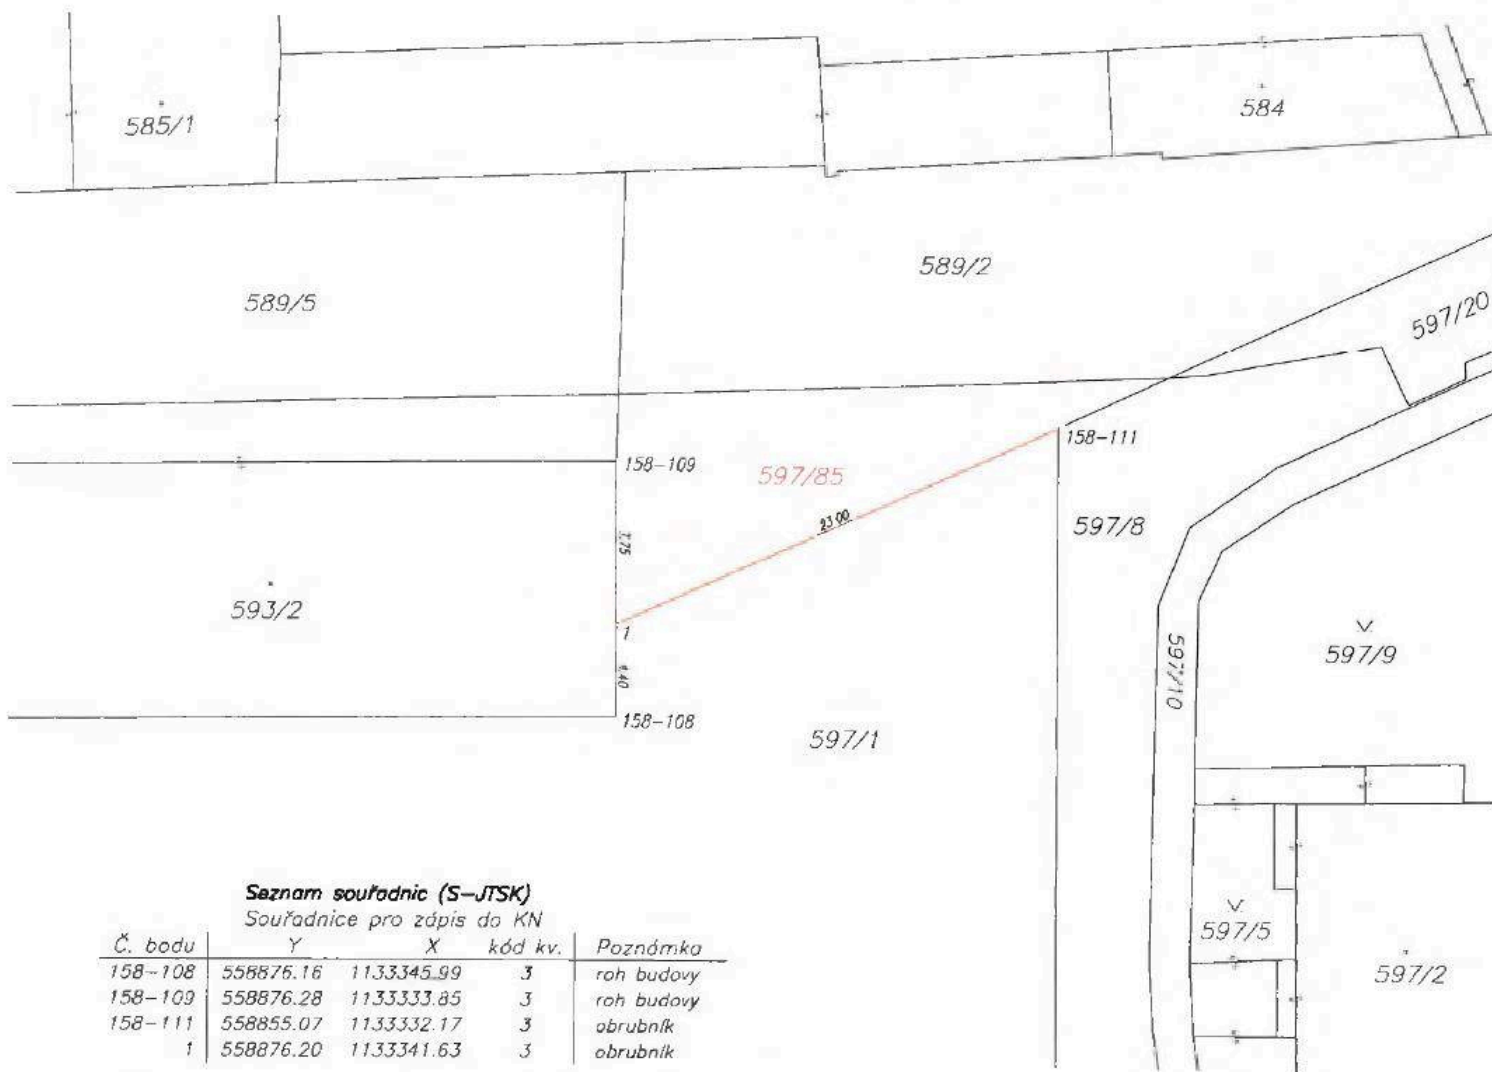 585/1
584
589/5
589/2
597/20
158-109
597/85
158-111
23.00
597/8
7.75
593/2
1
597/10
V
597/9
4.40
158-108
597/1
Seznam souřadnic (S-JTSK)
Souřadnice pro zápis do KN
Č. bodu Y X kód kv. Poznámka
158-108 558876.16 1133345.99 3 roh budovy
158-109 558876.28 1133333.85 3 roh budovy
158-111 558855.07 1133332.17 3 obrubník
1 558876.20 1133341.63 3 obrubník
V
597/5
597/2